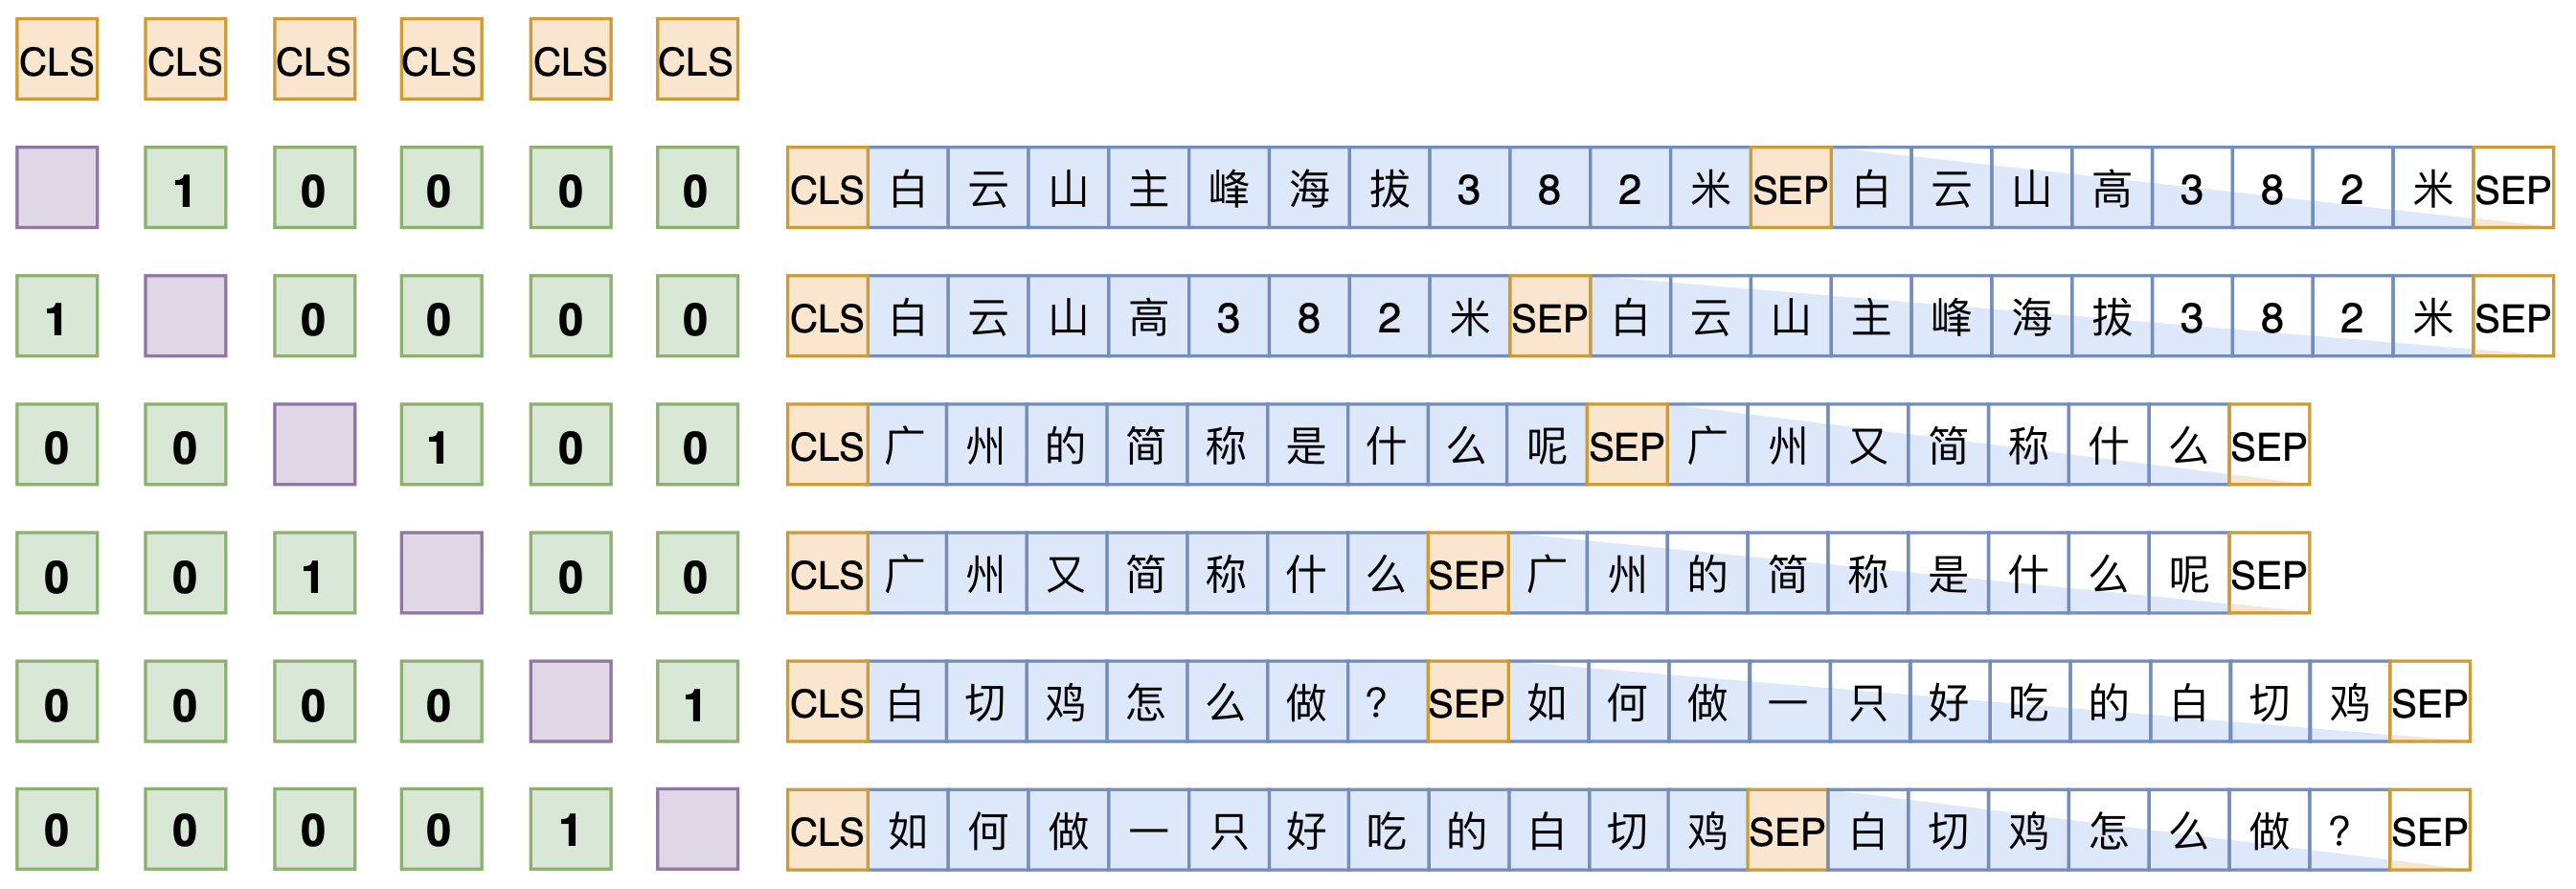 CLS CLS CLS CLS CLS CLS
1 0 0 0 0 CLS 白云山主峰海拔382米 SEP 白云山高382米 SEP
1 0 0 0 0 CLS 白云山高382米 SEP 白云山主峰海拔382米 SEP
0 0 1 0 0 CLS 广州的简称是什么呢 SEP 广州又简称什么 SEP
0 0 1 0 0 CLS 广州又简称什么 SEP 广州的简称是什么呢 SEP
0 0 0 0 1 CLS 白切鸡怎么做？ SEP 如何做一只好吃的白切鸡 SEP
0 0 0 0 1 CLS 如何做一只好吃的白切鸡 SEP 白切鸡怎么做？ SEP